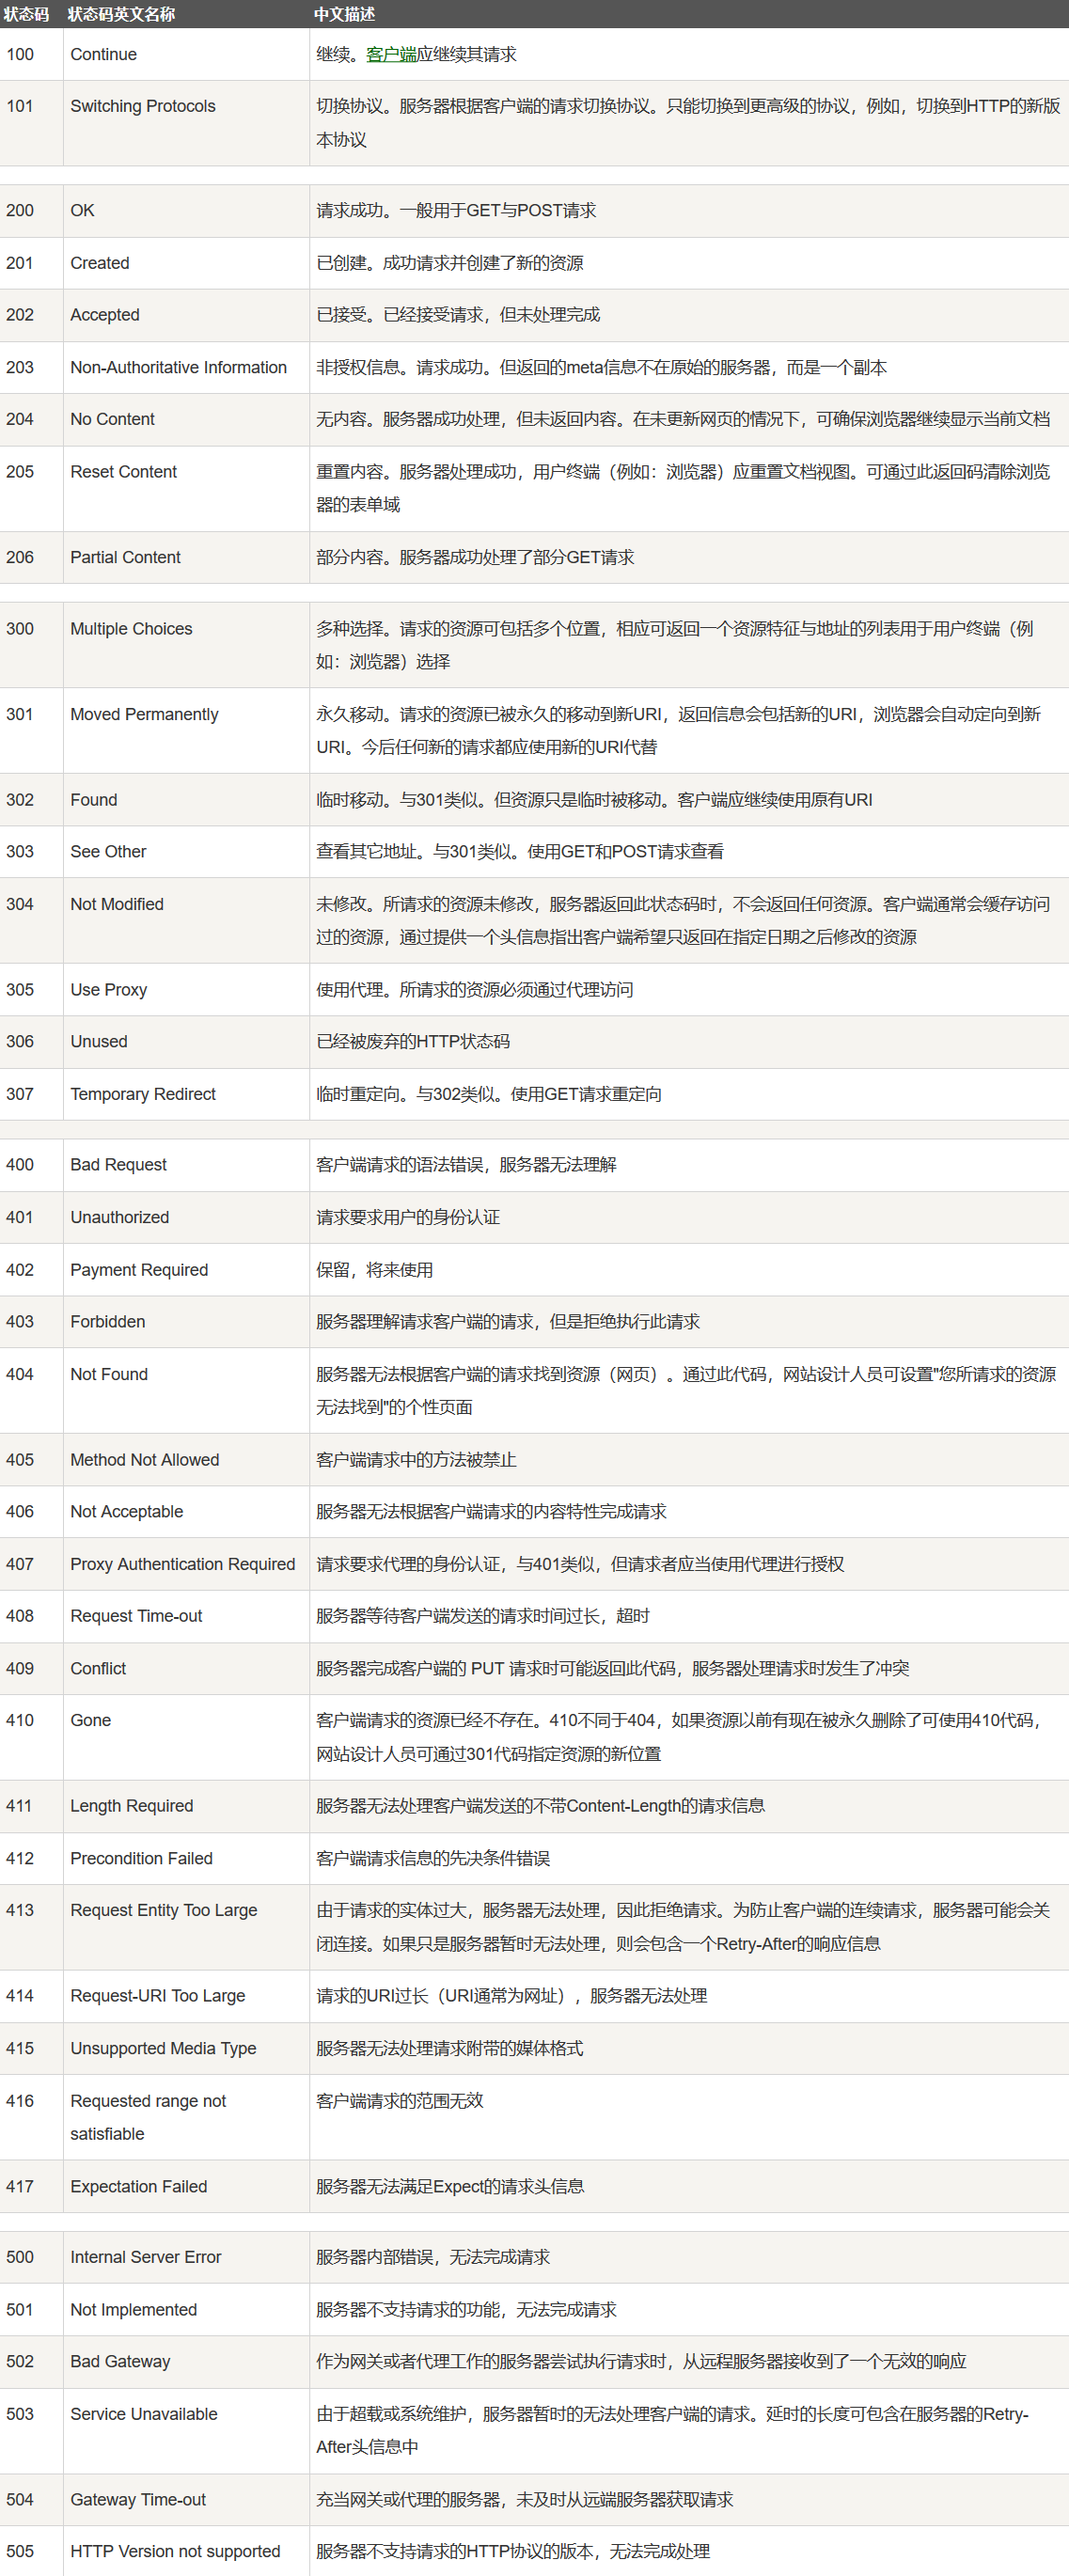 状态码 状态码英文名称 中文描述
100 Continue 继续。客户端应继续其请求
101 Switching Protocols 切换协议。服务器根据客户端的请求切换协议。只能切换到更高级的协议，例如，切换到HTTP的新版
本协议
200 OK 请求成功。一般用于GET与POST请求
201 Created 已创建。成功请求并创建了新的资源
202 Accepted 已接受。已经接受请求，但未处理完成
203 Non-Authoritative Information 非授权信息。请求成功。但返回的meta信息不在原始的服务器，而是一个副本
204 No Content 无内容。服务器成功处理，但未返回内容。在未更新网页的情况下，可确保浏览器继续显示当前文档
205 Reset Content 重置内容。服务器处理成功，用户终端（例如：浏览器）应重置文档视图。可通过此返回码清除浏览
器的表单域
206 Partial Content 部分内容。服务器成功处理了部分GET请求
300 Multiple Choices 多种选择。请求的资源可包括多个位置，相应可返回一个资源特征与地址的列表用于用户终端（例
如：浏览器）选择
301 Moved Permanently 永久移动。请求的资源已被永久的移动到新URI，返回信息会包括新的URI，浏览器会自动定向到新
URI。今后任何新的请求都应使用新的URI代替
302 Found 临时移动。与301类似。但资源只是临时被移动。客户端应继续使用原有URI
303 See Other 查看其它地址。与301类似。使用GET和POST请求查看
304 Not Modified 未修改。所请求的资源未修改，服务器返回此状态码时，不会返回任何资源。客户端通常会缓存访问
过的资源，通过提供一个头信息指出客户端希望只返回在指定日期之后修改的资源
305 Use Proxy 使用代理。所请求的资源必须通过代理访问
306 Unused 已经被废弃的HTTP状态码
307 Temporary Redirect 临时重定向。与302类似。使用GET请求重定向
400 Bad Request 客户端请求的语法错误，服务器无法理解
401 Unauthorized 请求要求用户的身份认证
402 Payment Required 保留，将来使用
403 Forbidden 服务器理解请求客户端的请求，但是拒绝执行此请求
404 Not Found 服务器无法根据客户端的请求找到资源（网页）。通过此代码，网站设计人员可设置"您所请求的资源
无法找到"的个性页面
405 Method Not Allowed 客户端请求中的方法被禁止
406 Not Acceptable 服务器无法根据客户端请求的内容特性完成请求
407 Proxy Authentication Required 请求要求代理的身份认证，与401类似，但请求者应当使用代理进行授权
408 Request Time-out 服务器等待客户端发送的请求时间过长，超时
409 Conflict 服务器完成客户端的 PUT 请求时可能返回此代码，服务器处理请求时发生了冲突
410 Gone 客户端请求的资源已经不存在。410不同于404，如果资源以前有现在被永久删除了可使用410代码，
网站设计人员可通过301代码指定资源的新位置
411 Length Required 服务器无法处理客户端发送的不带Content-Length的请求信息
412 Precondition Failed 客户端请求信息的先决条件错误
413 Request Entity Too Large 由于请求的实体过大，服务器无法处理，因此拒绝请求。为防止客户端的连续请求，服务器可能会关
闭连接。如果只是服务器暂时无法处理，则会包含一个Retry-After的响应信息
414 Request-URI Too Large 请求的URI过长（URI通常为网址），服务器无法处理
415 Unsupported Media Type 服务器无法处理请求附带的媒体格式
416 Requested range not 客户端请求的范围无效
satisfiable
417 Expectation Failed 服务器无法满足Expect的请求头信息
500 Internal Server Error 服务器内部错误，无法完成请求
501 Not Implemented 服务器不支持请求的功能，无法完成请求
502 Bad Gateway 作为网关或者代理工作的服务器尝试执行请求时，从远程服务器接收到了一个无效的响应
503 Service Unavailable 由于超载或系统维护，服务器暂时的无法处理客户端的请求。延时的长度可包含在服务器的Retry-
After头信息中
504 Gateway Time-out 充当网关或代理的服务器，未及时从远端服务器获取请求
505 HTTP Version not supported 服务器不支持请求的HTTP协议的版本，无法完成处理